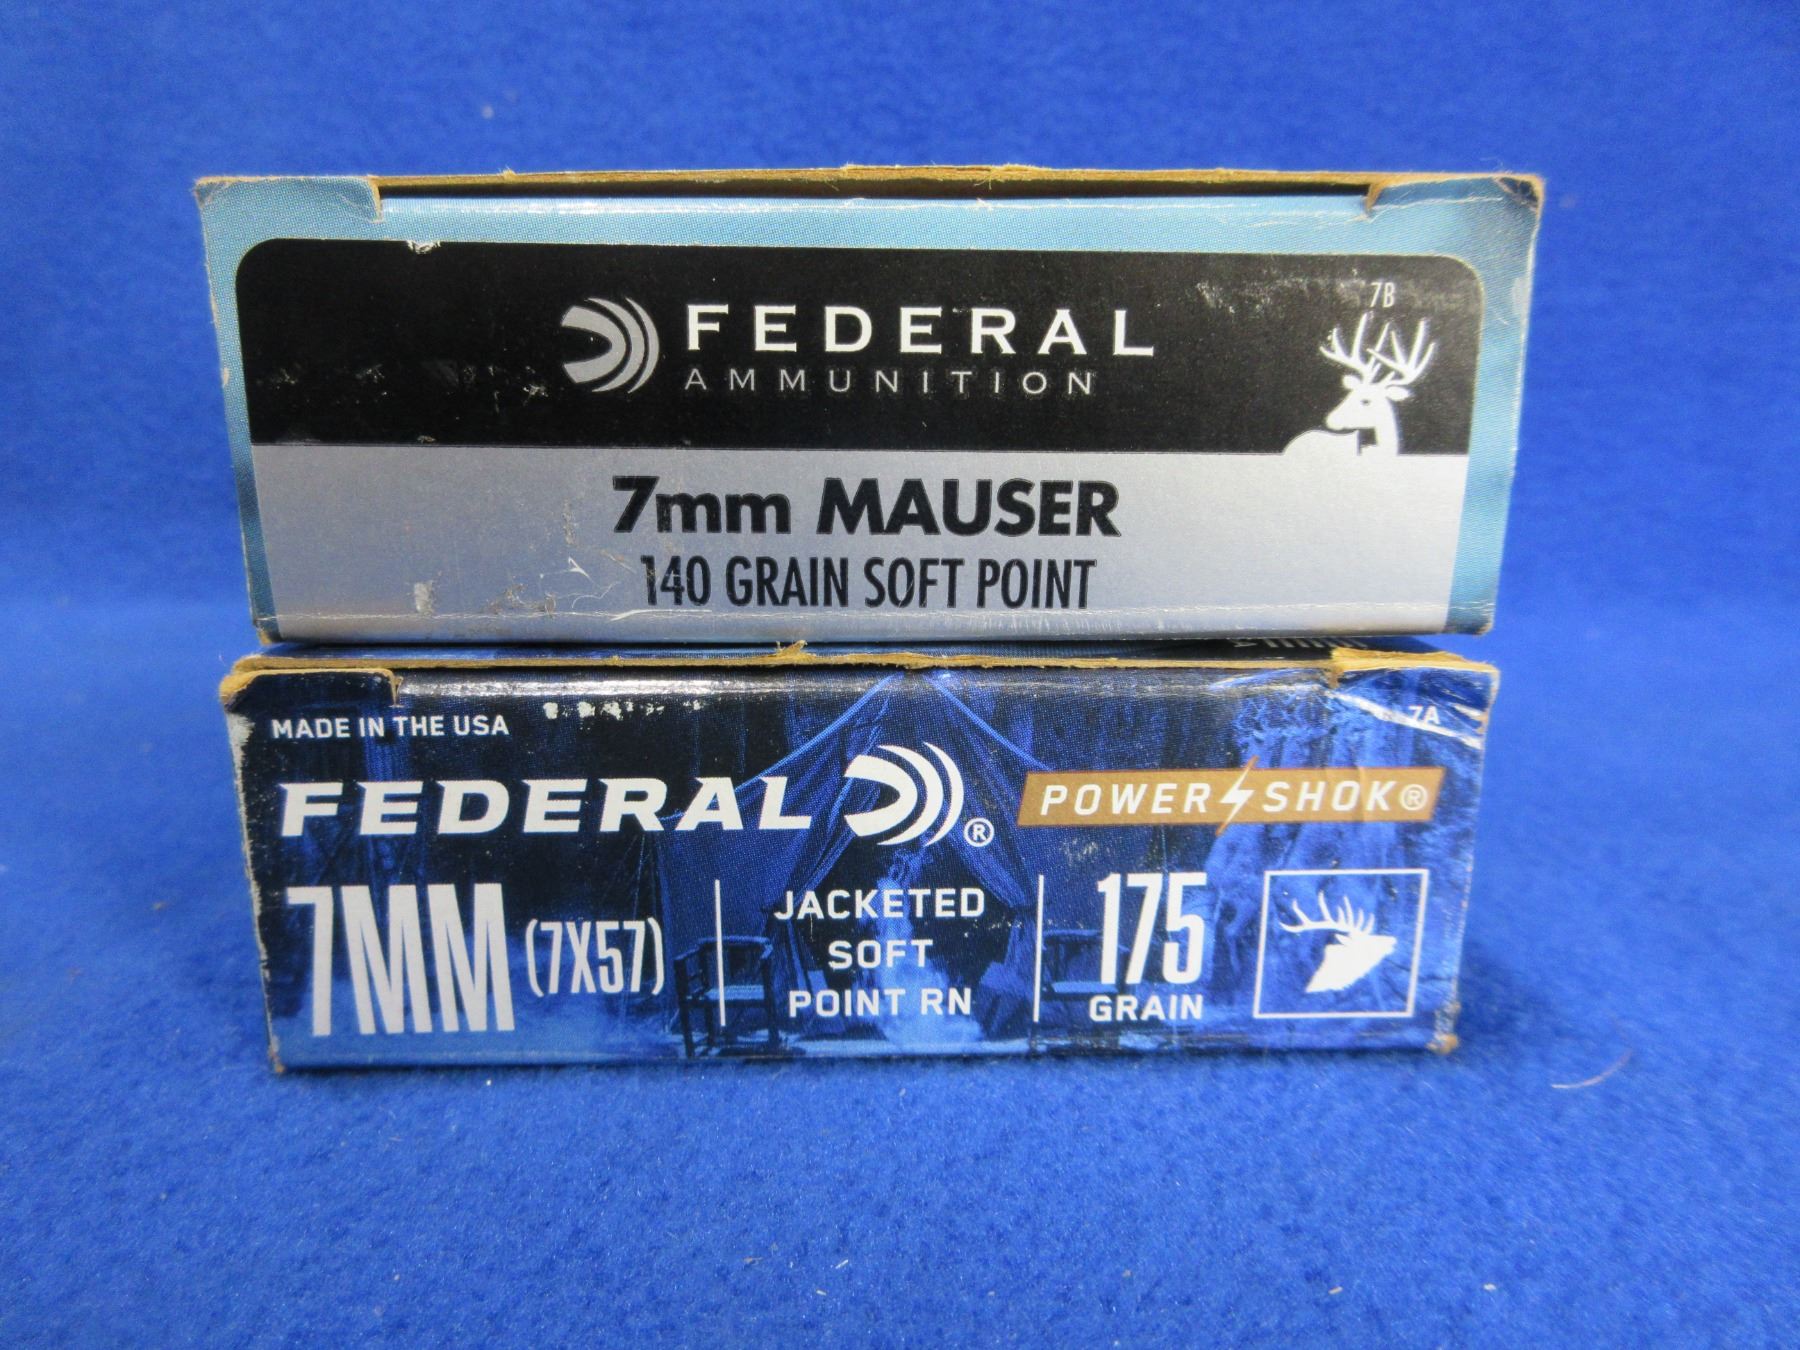 7B
FEDERAL
AMMUNITION
7mm MAUSER
140 GRAIN SOFT POINT
MADE IN THE USA
7A
FEDERAL®
POWER SHOK®
7MM (7X57)
JACKETED
SOFT
POINT RN
175
GRAIN